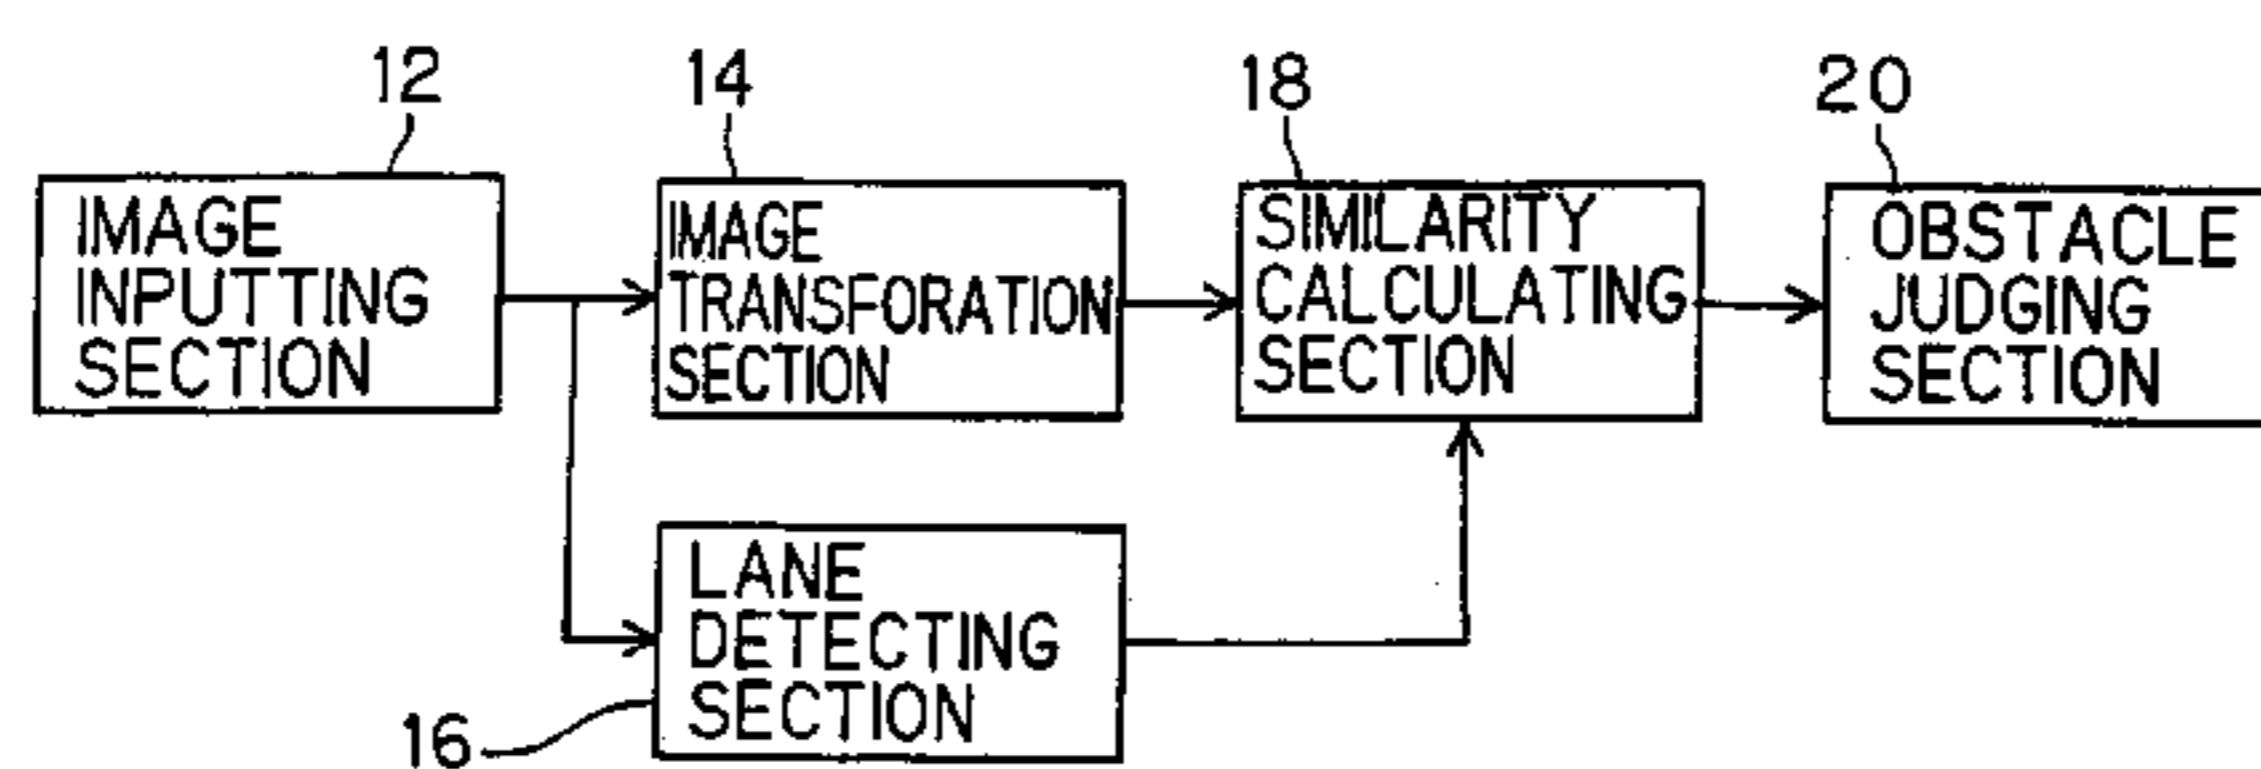 12
14
18
20
IMAGE
INPUTTING
SECTION
IMAGE
TRANSFORATION
SECTION
SIMILARITY
CALCULATING
SECTION
OBSTACLE
JUDGING
SECTION
LANE
DETECTING
SECTION
16